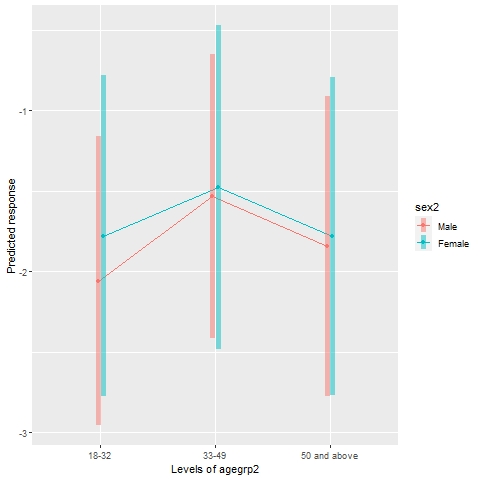 -1
-2
-3
Predicted response
18-32
33-49
50 and above
Levels of agegrp2
sex2
Male
Female